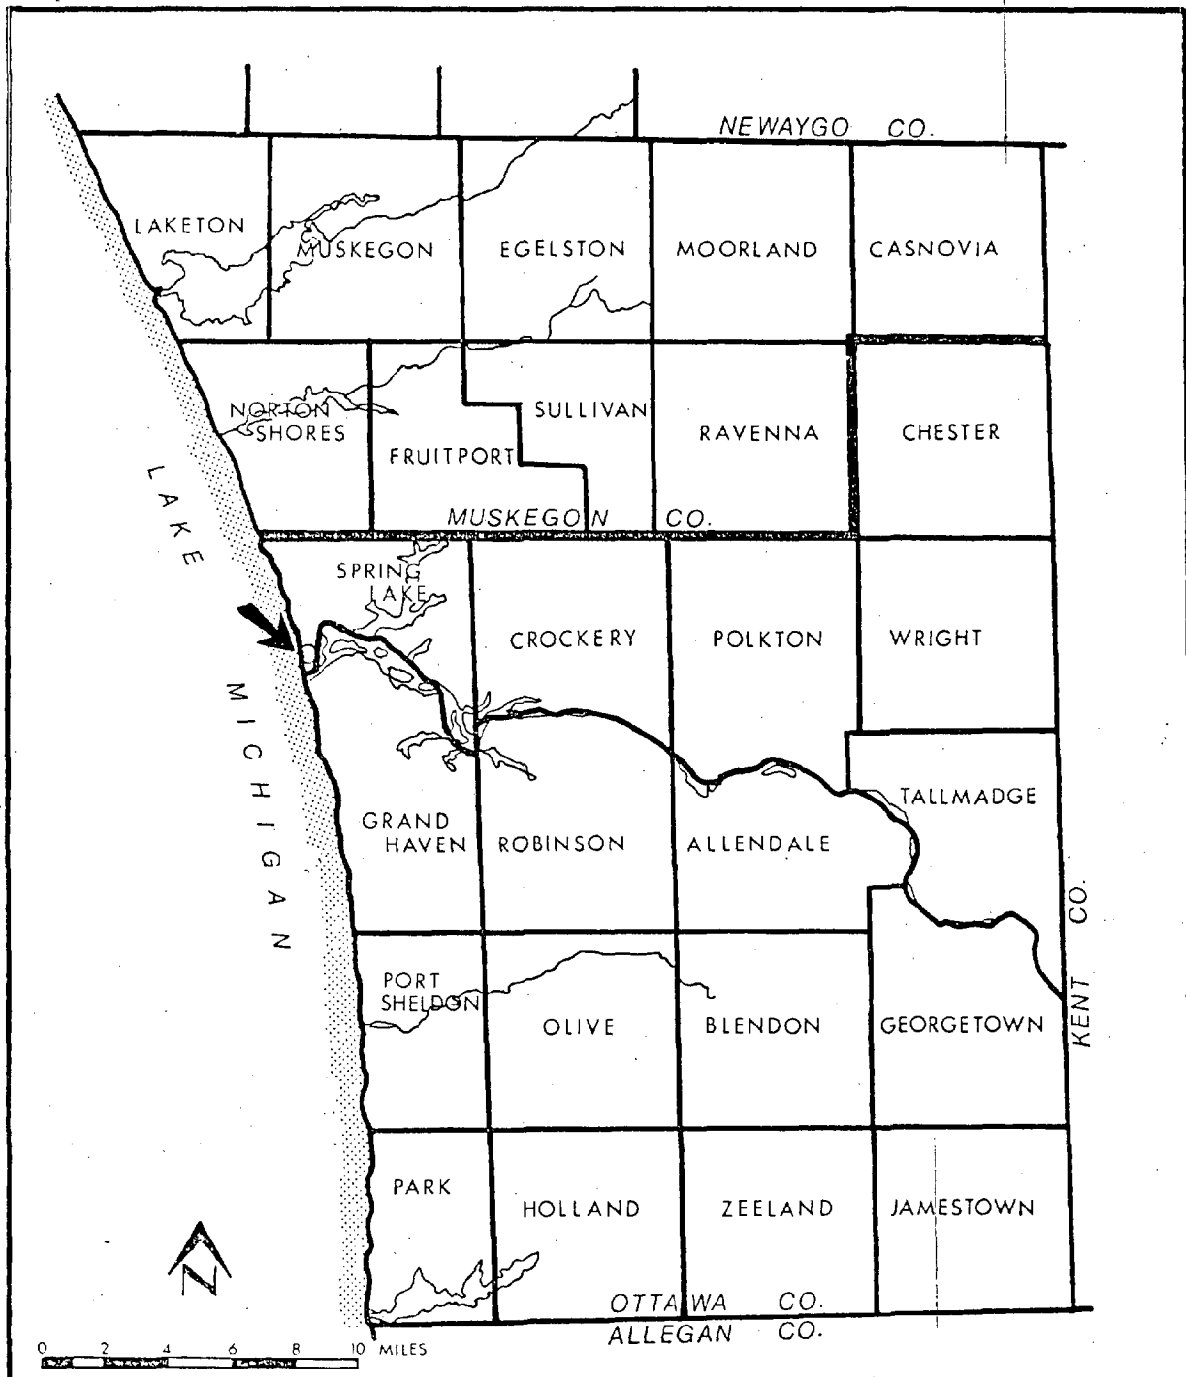 NEWAYGO CO.
LAKETON
MUSKEGON
EGELSTON
MOORLAND
CASNOVIA
NORTON
SHORES
FRUITPORT
SULLIVAN
RAVENNA
CHESTER
MUSKEGON CO.
LAKE MICHIGAN
SPRING
LAKE
CROCKERY
POLKTON
WRIGHT
TALLMADGE
GRAND
HAVEN
ROBINSON
ALLENDALE
KENT CO.
PORT
SHELDON
OLIVE
BLENDON
GEORGETOWN
PARK
HOLLAND
ZEELAND
JAMESTOWN
N
OTTAWA CO.
ALLEGAN CO.
0 2 4 6 8 10 MILES